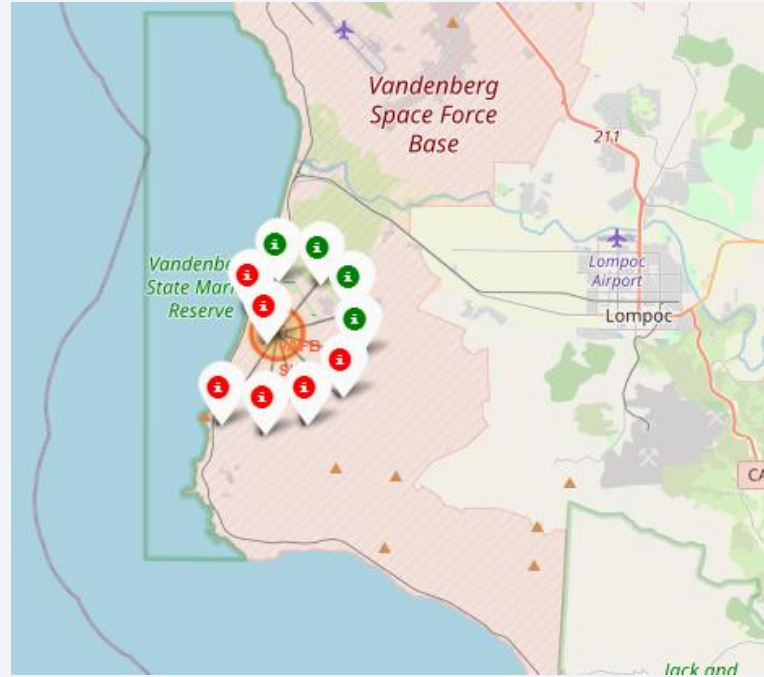 Vandenberg
Space Force
Base
211
Vandenbe
State Mari
Reserve
Lompoc
Airport
Lompoc
CA
Jack and